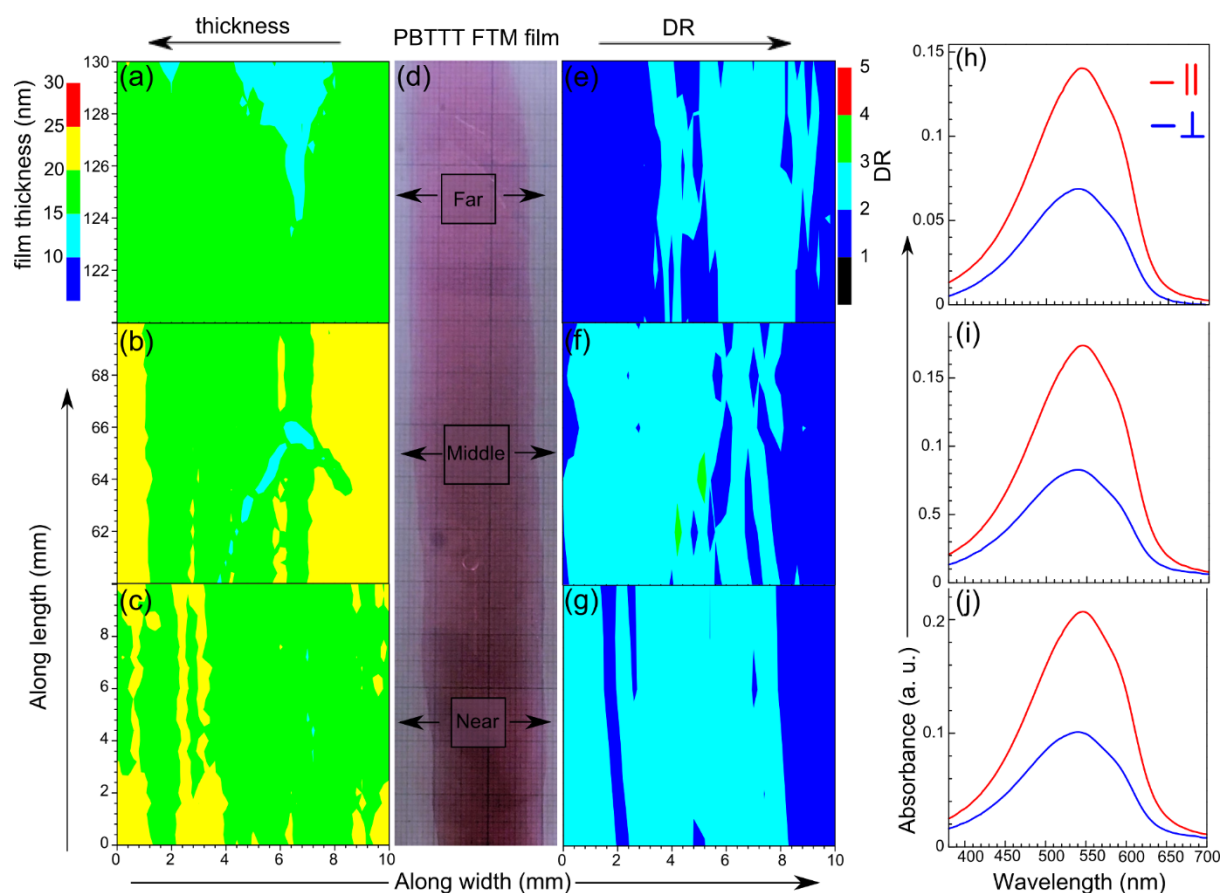 thickness
PBTTT FTM film
DR
film thickness (nm)
30
25
20
15
10
(a)
130
128
126
124
122
(b)
68
66
64
62
(c)
8
6
4
2
0
0 2 4 6 8 10
Along length (mm)
Along width (mm)
(d)
Far
Middle
Near
(e)
(f)
(g)
0 2 4 6 8 10
5
4
3
2
1
DR
(h)
||
⊥
0.15
0.1
0.05
0
(i)
0.15
0.1
0.5
0
(j)
0.2
0.1
0
400 450 500 550 600 650 700
Absorbance (a. u.)
Wavelength (nm)